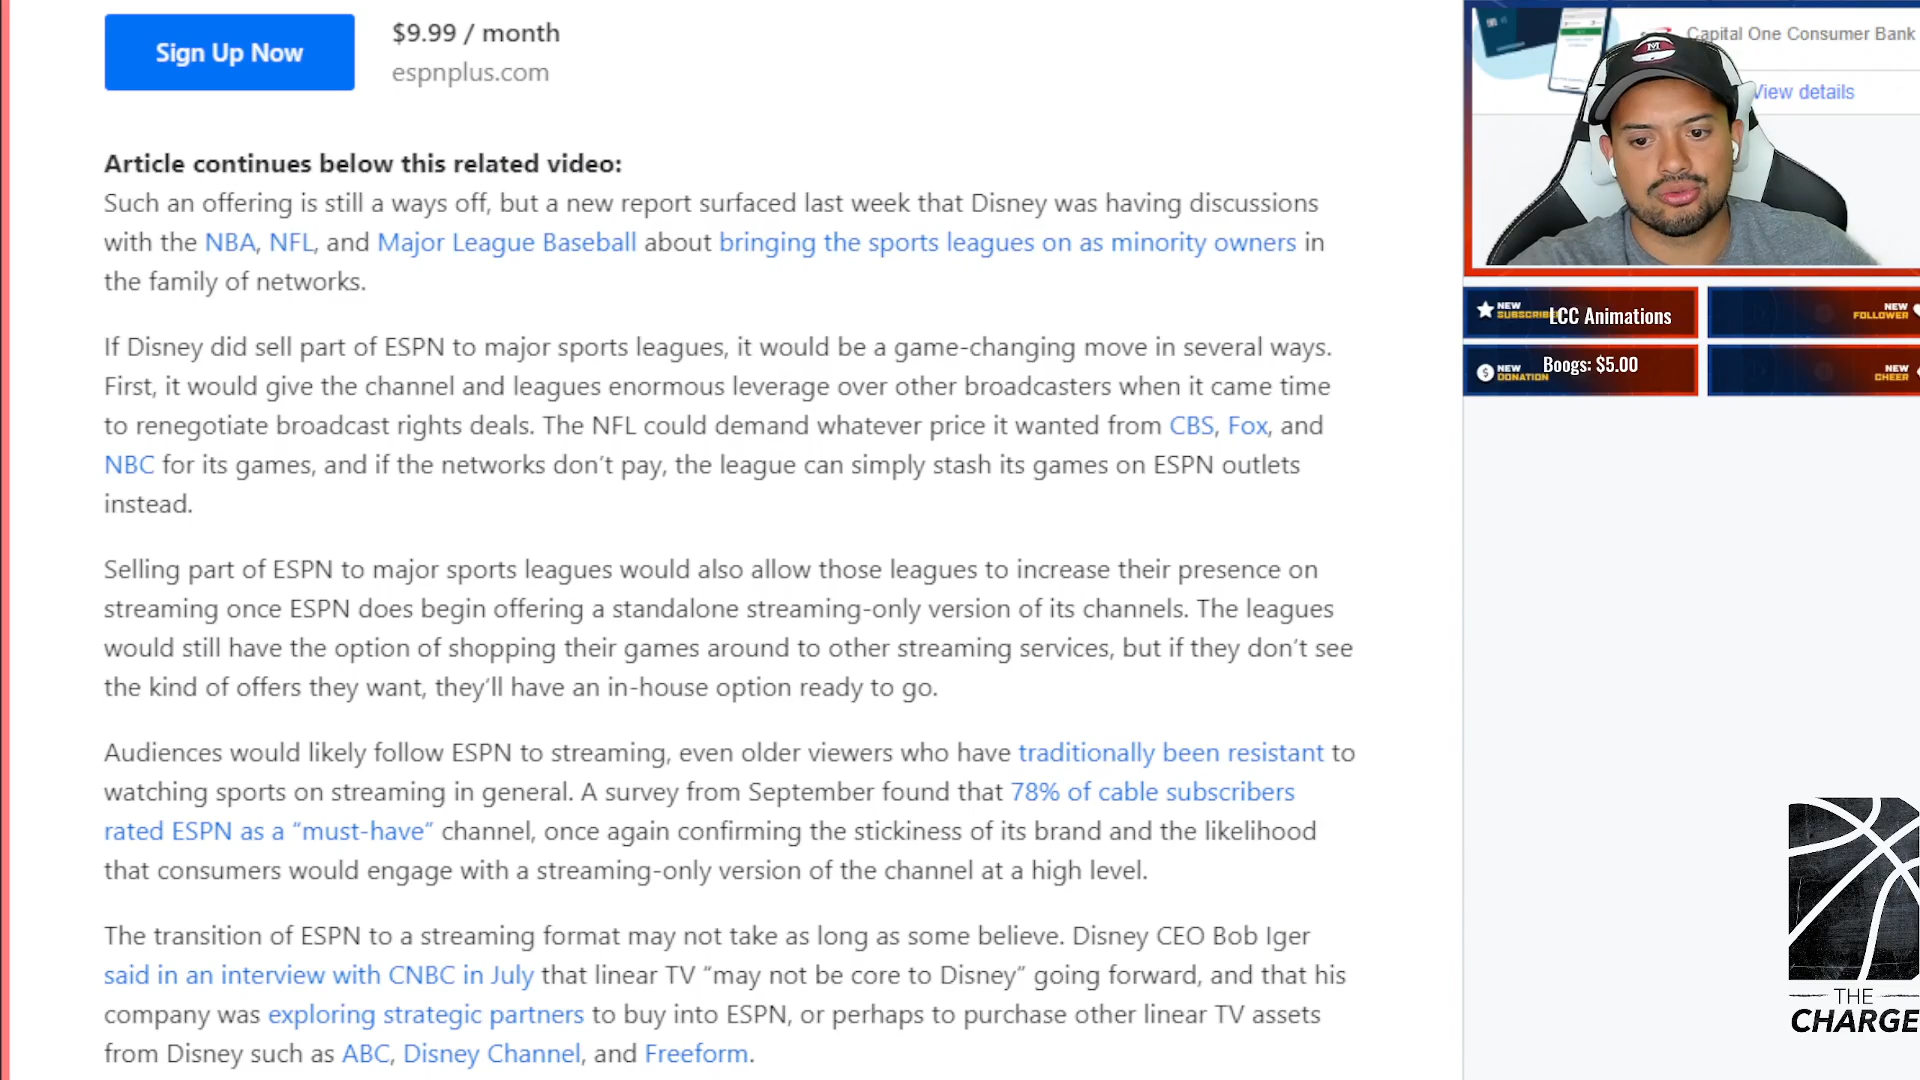 Sign Up Now
$9.99 / month
espnplus.com
Article continues below this related video:
Such an offering is still a ways off, but a new report surfaced last week that Disney was having discussions
with the NBA, NFL, and Major League Baseball about bringing the sports leagues on as minority owners in
the family of networks.
If Disney did sell part of ESPN to major sports leagues, it would be a game-changing move in several ways.
First, it would give the channel and leagues enormous leverage over other broadcasters when it came time
to renegotiate broadcast rights deals. The NFL could demand whatever price it wanted from CBS, Fox, and
NBC for its games, and if the networks don’t pay, the league can simply stash its games on ESPN outlets
instead.
Selling part of ESPN to major sports leagues would also allow those leagues to increase their presence on
streaming once ESPN does begin offering a standalone streaming-only version of its channels. The leagues
would still have the option of shopping their games around to other streaming services, but if they don’t see
the kind of offers they want, they’ll have an in-house option ready to go.
Audiences would likely follow ESPN to streaming, even older viewers who have traditionally been resistant to
watching sports on streaming in general. A survey from September found that 78% of cable subscribers
rated ESPN as a “must-have” channel, once again confirming the stickiness of its brand and the likelihood
that consumers would engage with a streaming-only version of the channel at a high level.
The transition of ESPN to a streaming format may not take as long as some believe. Disney CEO Bob Iger
said in an interview with CNBC in July that linear TV “may not be core to Disney” going forward, and that his
company was exploring strategic partners to buy into ESPN, or perhaps to purchase other linear TV assets
from Disney such as ABC, Disney Channel, and Freeform.
Capital One Consumer Bank
View details
M
NEW
LCC Animations
NEW
FOLLOWER
NEW
DONATION
Boogs: $5.00
NEW
CHEER
THE
CHARGE